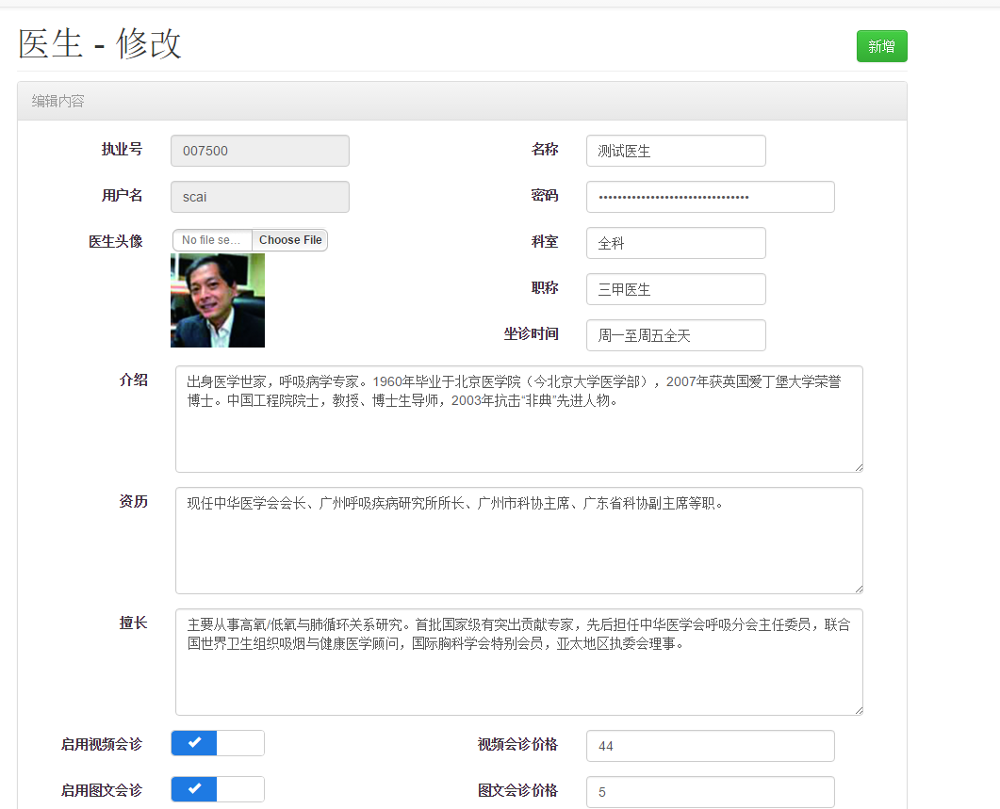 医生 - 修改
新增
编辑内容
执业号 007500 名称 测试医生
用户名 scai 密码 ••••••••••••••••••••••••••••••••
医生头像 No file se... Choose File 科室 全科
职称 三甲医生
坐诊时间 周一至周五全天
介绍 出身医学世家，呼吸病学专家。1960年毕业于北京医学院（今北京大学医学部），2007年获英国爱丁堡大学荣誉
博士。中国工程院院士，教授、博士生导师，2003年抗击“非典”先进人物。
资历 现任中华医学会会长、广州呼吸疾病研究所所长、广州市科协主席、广东省科协副主席等职。
擅长 主要从事高氧/低氧与肺循环关系研究。首批国家级有突出贡献专家，先后担任中华医学会呼吸分会主任委员，联合
国世界卫生组织吸烟与健康医学顾问，国际胸科学会特别会员，亚太地区执委会理事。
启用视频会诊 视频会诊价格 44
启用图文会诊 图文会诊价格 5